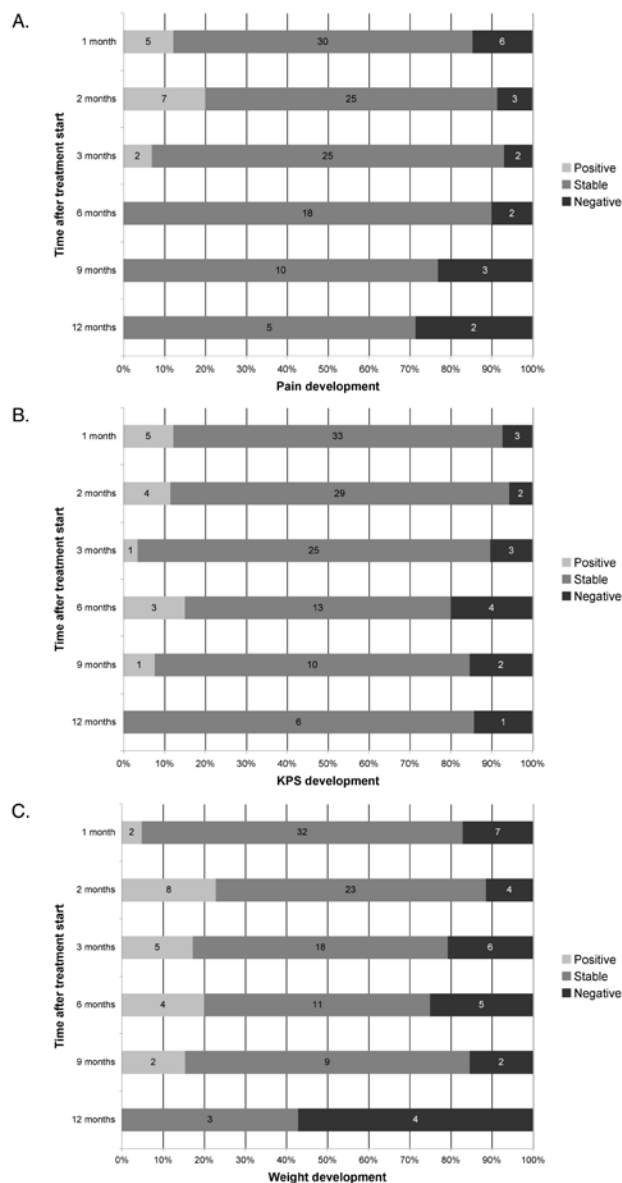 A.
1 month 5 30 6
2 months 7 25 3
3 months 2 25 2
6 months 18 2
9 months 10 3
12 months 5 2
0% 10% 20% 30% 40% 50% 60% 70% 80% 90% 100%
Pain development
Time after treatment start
Positive
Stable
Negative
B.
1 month 5 33 3
2 months 4 29 2
3 months 1 25 3
6 months 3 13 4
9 months 1 10 2
12 months 6 1
0% 10% 20% 30% 40% 50% 60% 70% 80% 90% 100%
KPS development
Time after treatment start
Positive
Stable
Negative
C.
1 month 2 32 7
2 months 8 23 4
3 months 5 18 6
6 months 4 11 5
9 months 2 9 2
12 months 3 4
0% 10% 20% 30% 40% 50% 60% 70% 80% 90% 100%
Weight development
Time after treatment start
Positive
Stable
Negative